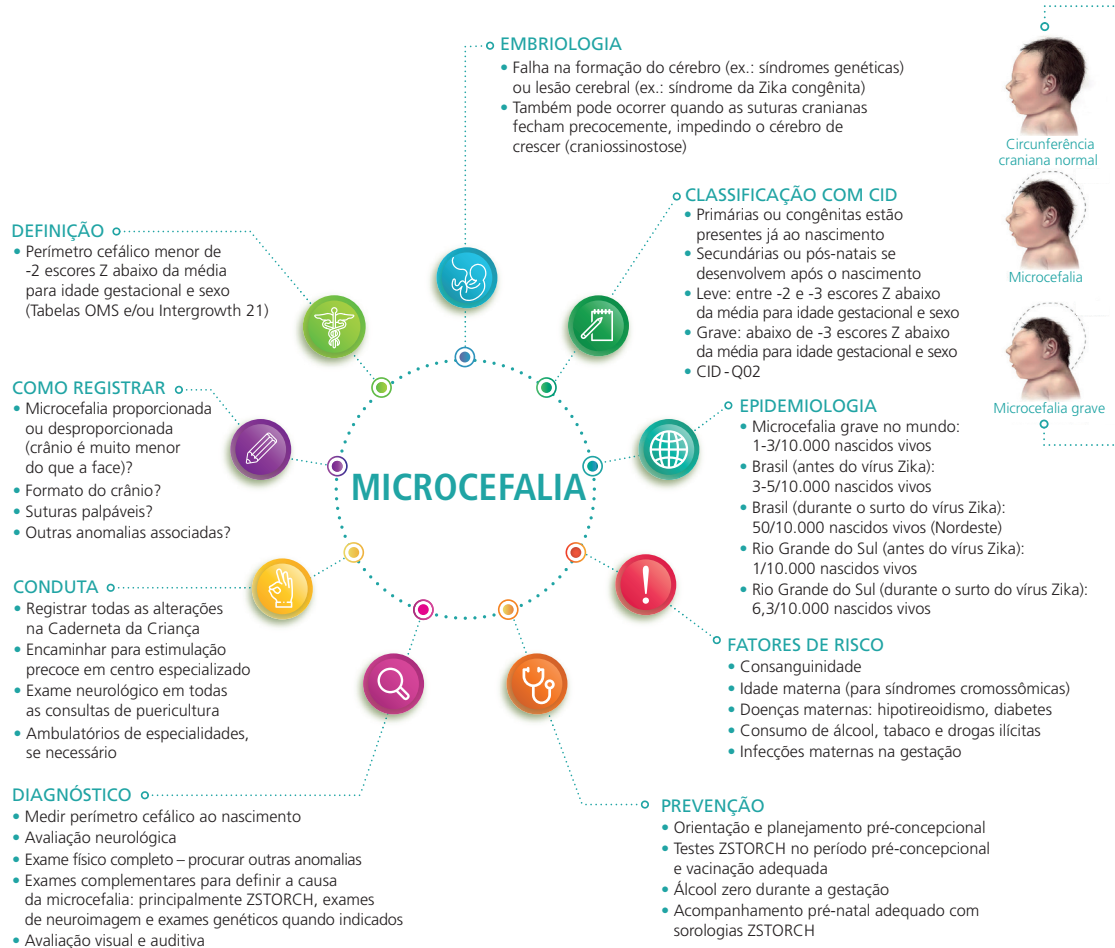 EMBRIOLOGIA
• Falha na formação do cérebro (ex.: síndromes genéticas)
ou lesão cerebral (ex.: síndrome da Zika congênita)
• Também pode ocorrer quando as suturas cranianas
fecham precocemente, impedindo o cérebro de
crescer (craniossinostose)
Circunferência
craniana normal
Microcefalia
Microcefalia grave
CLASSIFICAÇÃO COM CID
• Primárias ou congênitas estão
presentes já ao nascimento
• Secundárias ou pós-natais se
desenvolvem após o nascimento
• Leve: entre -2 e -3 escores Z abaixo
da média para idade gestacional e sexo
• Grave: abaixo de -3 escores Z abaixo
da média para idade gestacional e sexo
• CID - Q02
DEFINIÇÃO
• Perímetro cefálico menor de
-2 escores Z abaixo da média
para idade gestacional e sexo
(Tabelas OMS e/ou Intergrowth 21)
COMO REGISTRAR
• Microcefalia proporcionada
ou desproporcionada
(crânio é muito menor
do que a face)?
• Formato do crânio?
• Suturas palpáveis?
• Outras anomalias associadas?
MICROCEFALIA
EPIDEMIOLOGIA
• Microcefalia grave no mundo:
1-3/10.000 nascidos vivos
• Brasil (antes do vírus Zika):
3-5/10.000 nascidos vivos
• Brasil (durante o surto do vírus Zika):
50/10.000 nascidos vivos (Nordeste)
• Rio Grande do Sul (antes do vírus Zika):
1/10.000 nascidos vivos
• Rio Grande do Sul (durante o surto do vírus Zika):
6,3/10.000 nascidos vivos
CONDUTA
• Registrar todas as alterações
na Caderneta da Criança
• Encaminhar para estimulação
precoce em centro especializado
• Exame neurológico em todas
as consultas de puericultura
• Ambulatórios de especialidades,
se necessário
FATORES DE RISCO
• Consanguinidade
• Idade materna (para síndromes cromossômicas)
• Doenças maternas: hipotireoidismo, diabetes
• Consumo de álcool, tabaco e drogas ilícitas
• Infecções maternas na gestação
DIAGNÓSTICO
• Medir perímetro cefálico ao nascimento
• Avaliação neurológica
• Exame físico completo – procurar outras anomalias
• Exames complementares para definir a causa
da microcefalia: principalmente ZSTORCH, exames
de neuroimagem e exames genéticos quando indicados
• Avaliação visual e auditiva
PREVENÇÃO
• Orientação e planejamento pré-concepcional
• Testes ZSTORCH no período pré-concepcional
e vacinação adequada
• Álcool zero durante a gestação
• Acompanhamento pré-natal adequado com
sorologias ZSTORCH